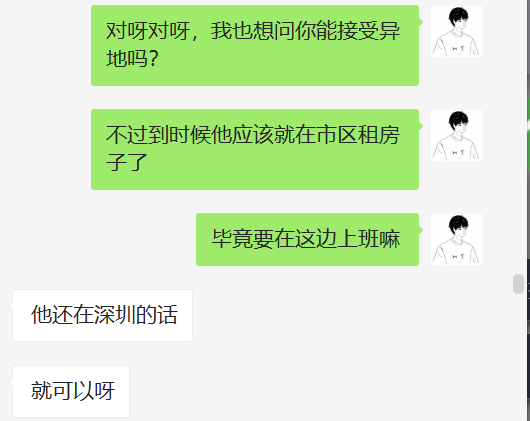 对呀对呀，我也想问你能接受异
地吗？
不过到时候他应该就在市区租房
子了
毕竟要在这边上班嘛
他还在深圳的话
就可以呀